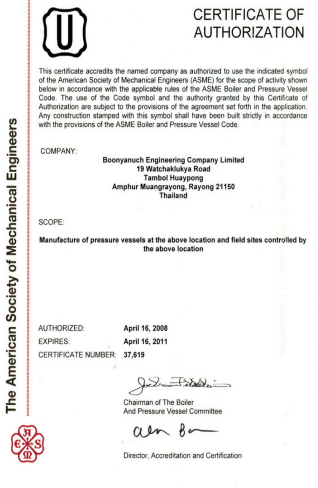 U
CERTIFICATE OF
AUTHORIZATION
This certificate accredits the named company as authorized to use the indicated symbol
of the American Society of Mechanical Engineers (ASME) for the scope of activity shown
below in accordance with the applicable rules of the ASME Boiler and Pressure Vessel
Code. The use of the Code symbol and the authority granted by this Certificate of
Authorization are subject to the provisions of the agreement set forth in the application.
Any construction stamped with this symbol shall have been built strictly in accordance
with the provisions of the ASME Boiler and Pressure Vessel Code.
COMPANY:
Boonyanuch Engineering Company Limited
19 Watchaklukya Road
Tambol Huaypong
Amphur Muangrayong, Rayong 21150
Thailand
SCOPE:
Manufacture of pressure vessels at the above location and field sites controlled by
the above location
AUTHORIZED: April 16, 2008
EXPIRES: April 16, 2011
CERTIFICATE NUMBER: 37,619
Chairman of The Boiler
And Pressure Vessel Committee
Director, Accreditation and Certification
The American Society of Mechanical Engineers
A
S
M
E